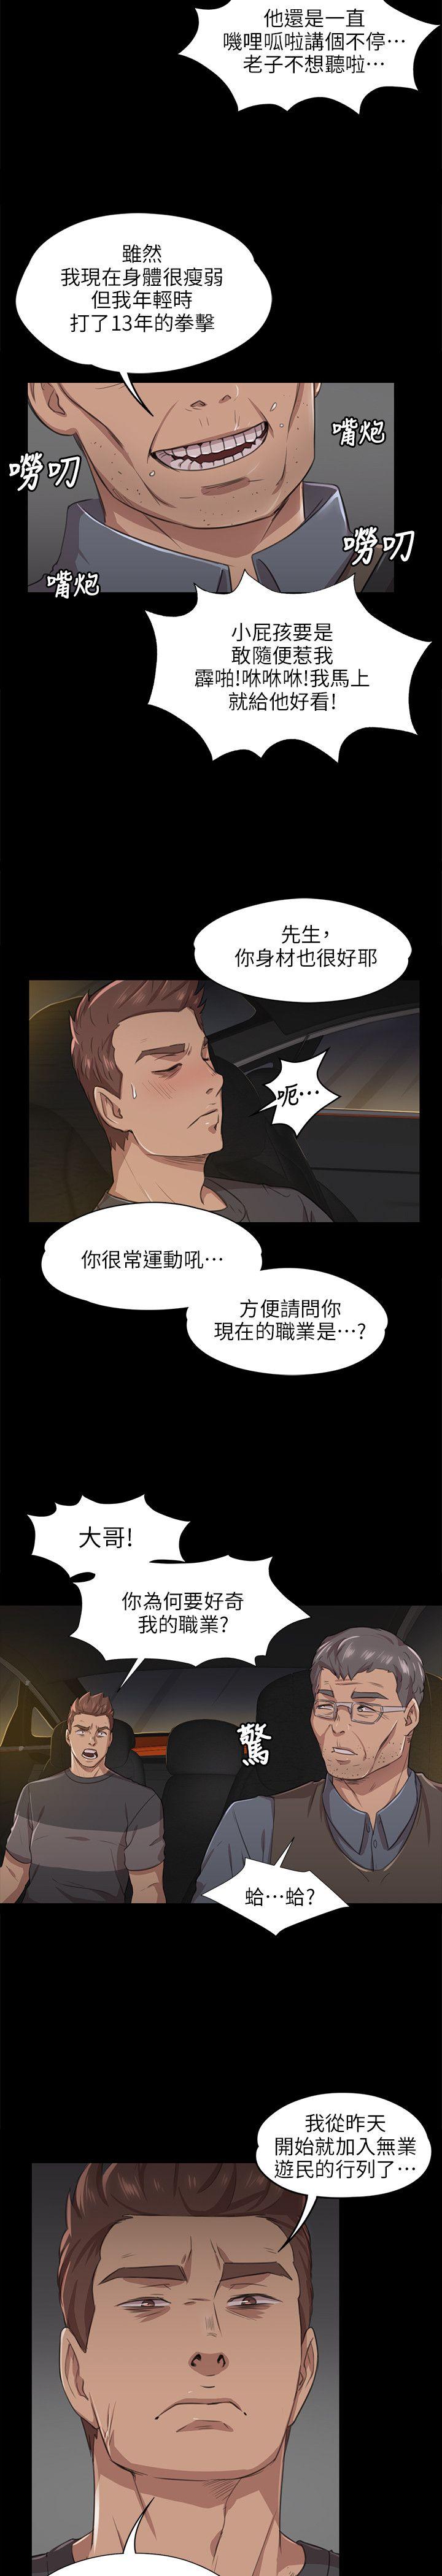 他還是一直
嘰哩呱啦講個不停…
老子不想聽啦…
雖然
我現在身體很瘦弱
但我年輕時
打了13年的拳擊
嘴炮
嘮叨
嘮叨
嘴炮
小屁孩要是
敢隨便惹我
霹啪!咻咻咻!我馬上
就給他好看!
先生，
你身材也很好耶
呃…
你很常運動吼…
方便請問你
現在的職業是…?
大哥!
你為何要好奇
我的職業?
驚
蛤…蛤?
我從昨天
開始就加入無業
遊民的行列了…